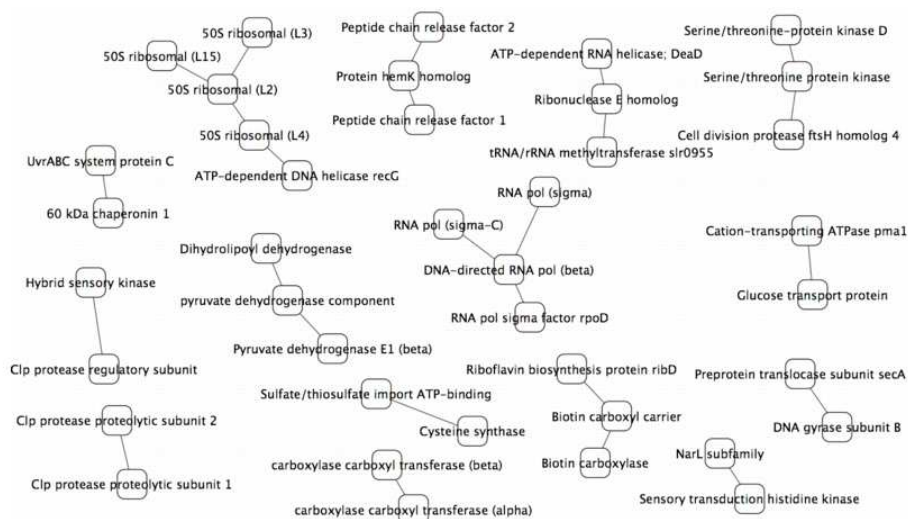 Peptide chain release factor 2
Serine/threonine-protein kinase D
50S ribosomal (L3)
50S ribosomal (L15)
ATP-dependent RNA helicase; DeaD
Protein hemK homolog
Serine/threonine protein kinase
50S ribosomal (L2)
Ribonuclease E homolog
Peptide chain release factor 1
50S ribosomal (L4)
Cell division protease ftsH homolog 4
tRNA/rRNA methyltransferase slr0955
UvrABC system protein C
ATP-dependent DNA helicase recG
RNA pol (sigma)
60 kDa chaperonin 1
RNA pol (sigma-C)
Cation-transporting ATPase pma1
Dihydrolipoyl dehydrogenase
DNA-directed RNA pol (beta)
Hybrid sensory kinase
Glucose transport protein
pyruvate dehydrogenase component
RNA pol sigma factor rpoD
Pyruvate dehydrogenase E1 (beta)
Clp protease regulatory subunit
Riboflavin biosynthesis protein ribD
Preprotein translocase subunit secA
Sulfate/thiosulfate import ATP-binding
Biotin carboxyl carrier
Clp protease proteolytic subunit 2
DNA gyrase subunit B
Cysteine synthase
NarL subfamily
carboxylase carboxyl transferase (beta)
Biotin carboxylase
Clp protease proteolytic subunit 1
Sensory transduction histidine kinase
carboxylase carboxyl transferase (alpha)